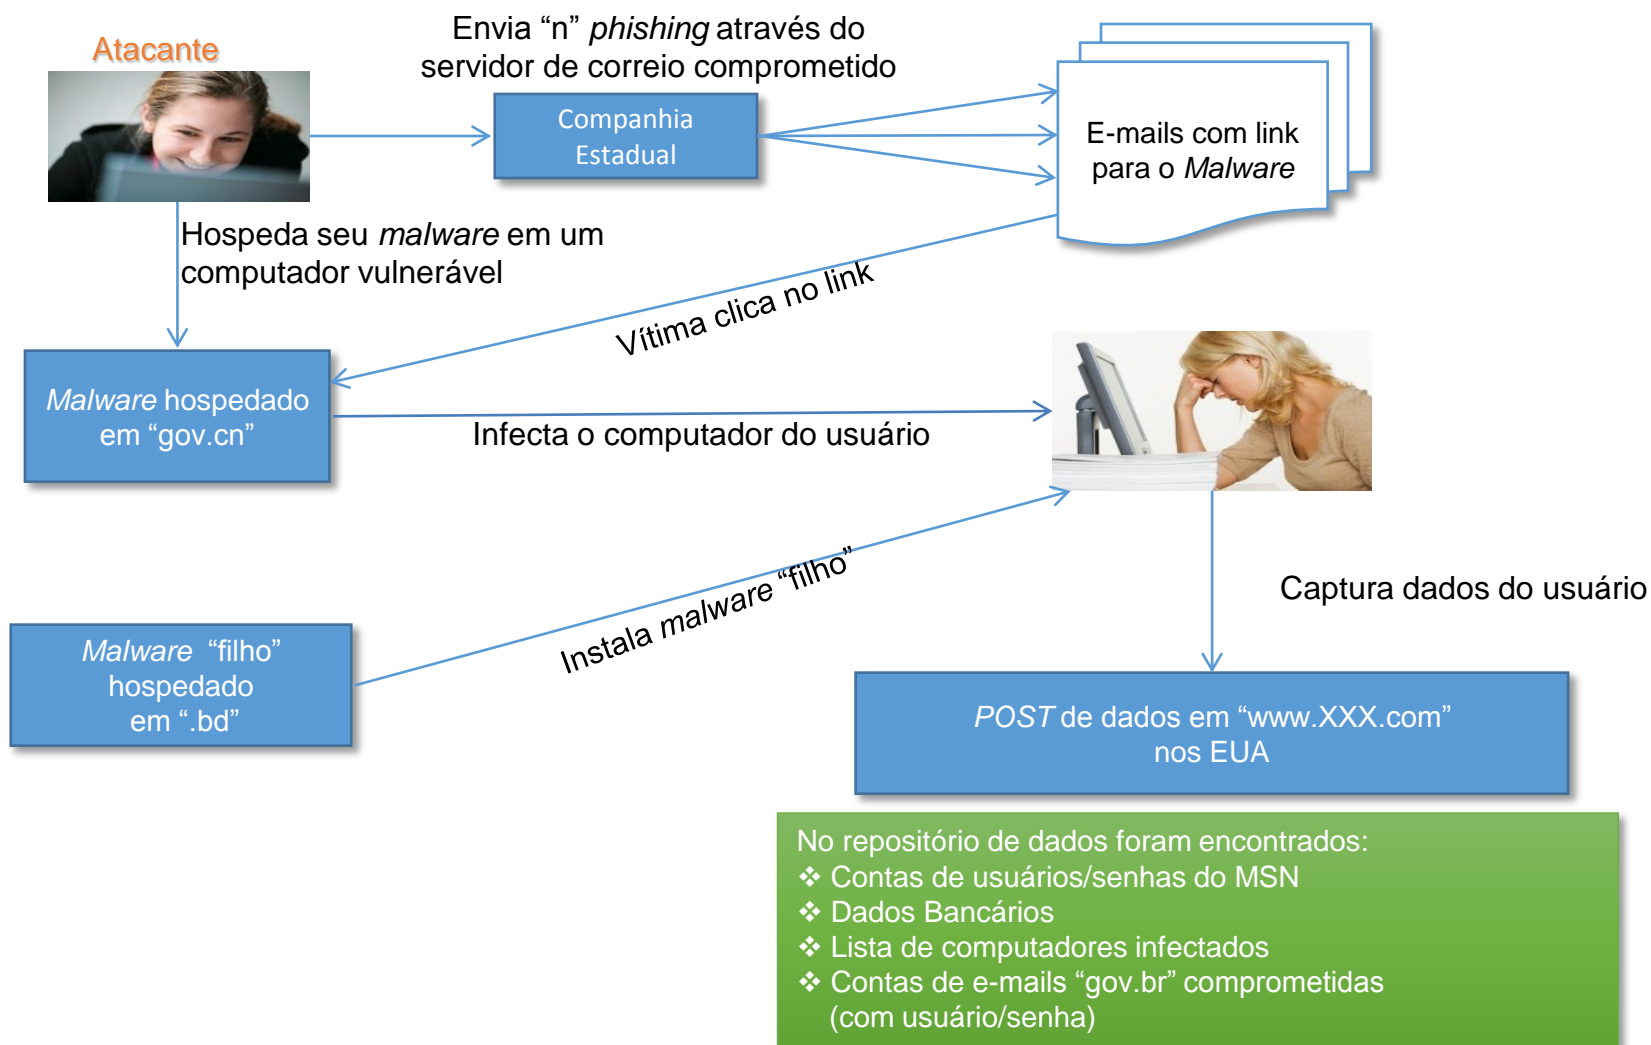 Atacante
Envia “n” phishing através do
servidor de correio comprometido
Companhia
Estadual
E-mails com link
para o Malware
Hospeda seu malware em um
computador vulnerável
Vítima clica no link
Malware hospedado
em “gov.cn”
Infecta o computador do usuário
Instala malware “filho”
Malware “filho”
hospedado
em “.bd”
Captura dados do usuário
POST de dados em “www.XXX.com”
nos EUA
No repositório de dados foram encontrados:
❖ Contas de usuários/senhas do MSN
❖ Dados Bancários
❖ Lista de computadores infectados
❖ Contas de e-mails “gov.br” comprometidas
(com usuário/senha)